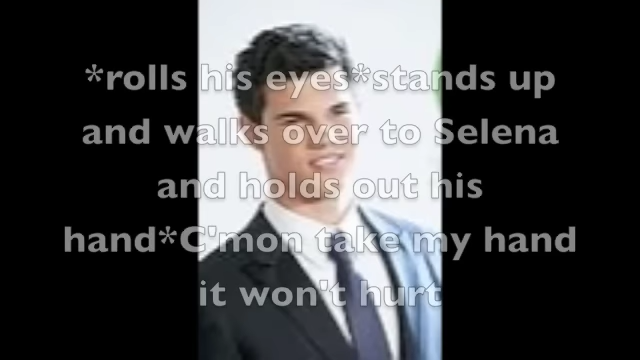 *rolls his eyes*stands up
and walks over to Selena
and holds out his
hand*C'mon take my hand
it won't hurt